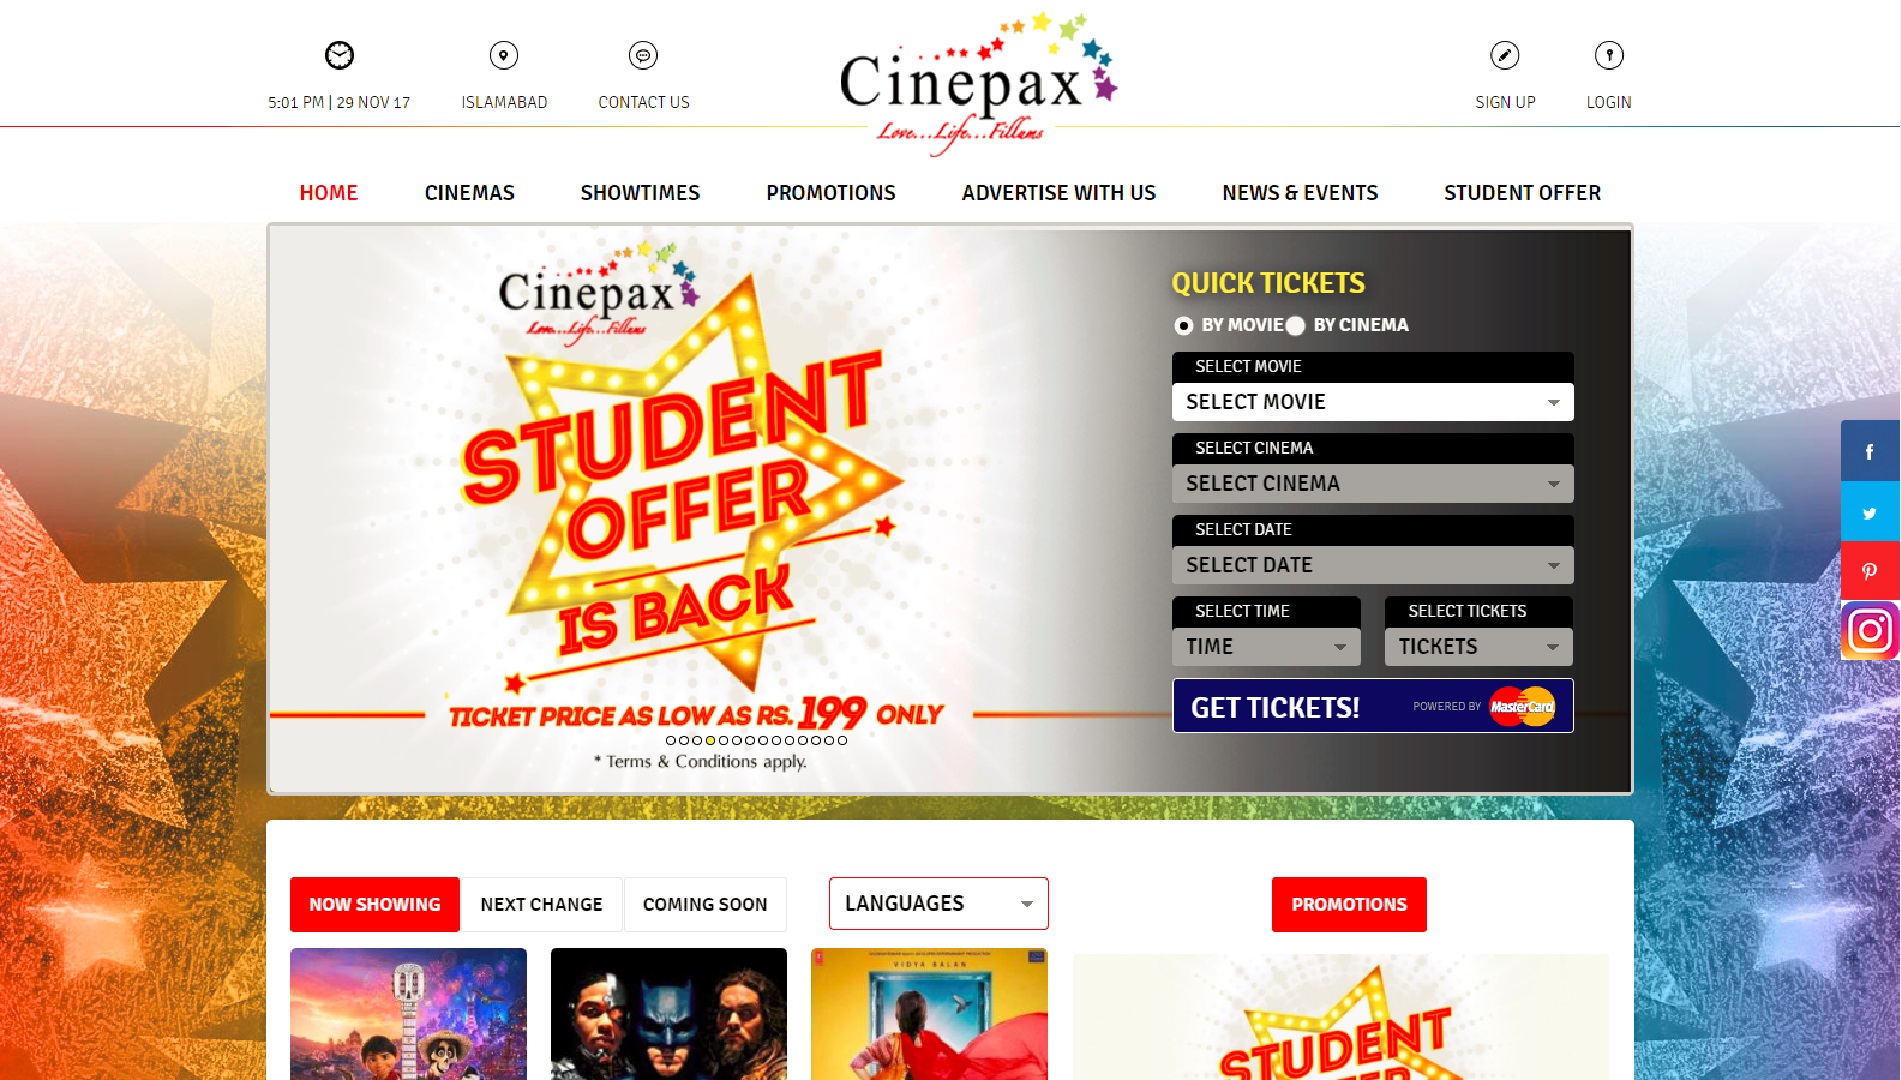 5:01 PM | 29 NOV 17
ISLAMABAD
CONTACT US
Cinepax
Love...Life...Fillums
SIGN UP
LOGIN
HOME
CINEMAS
SHOWTIMES
PROMOTIONS
ADVERTISE WITH US
NEWS & EVENTS
STUDENT OFFER
Cinepax
Love...Life...Fillums
STUDENT
OFFER
IS BACK
TICKET PRICE AS LOW AS RS. 199 ONLY
* Terms & Conditions apply.
QUICK TICKETS
BY MOVIE
BY CINEMA
SELECT MOVIE
SELECT MOVIE
SELECT CINEMA
SELECT CINEMA
SELECT DATE
SELECT DATE
SELECT TIME
TIME
SELECT TICKETS
TICKETS
GET TICKETS!
POWERED BY
MasterCard
NOW SHOWING
NEXT CHANGE
COMING SOON
LANGUAGES
PROMOTIONS
VIDYA BALAN
STUDENT
OFFER